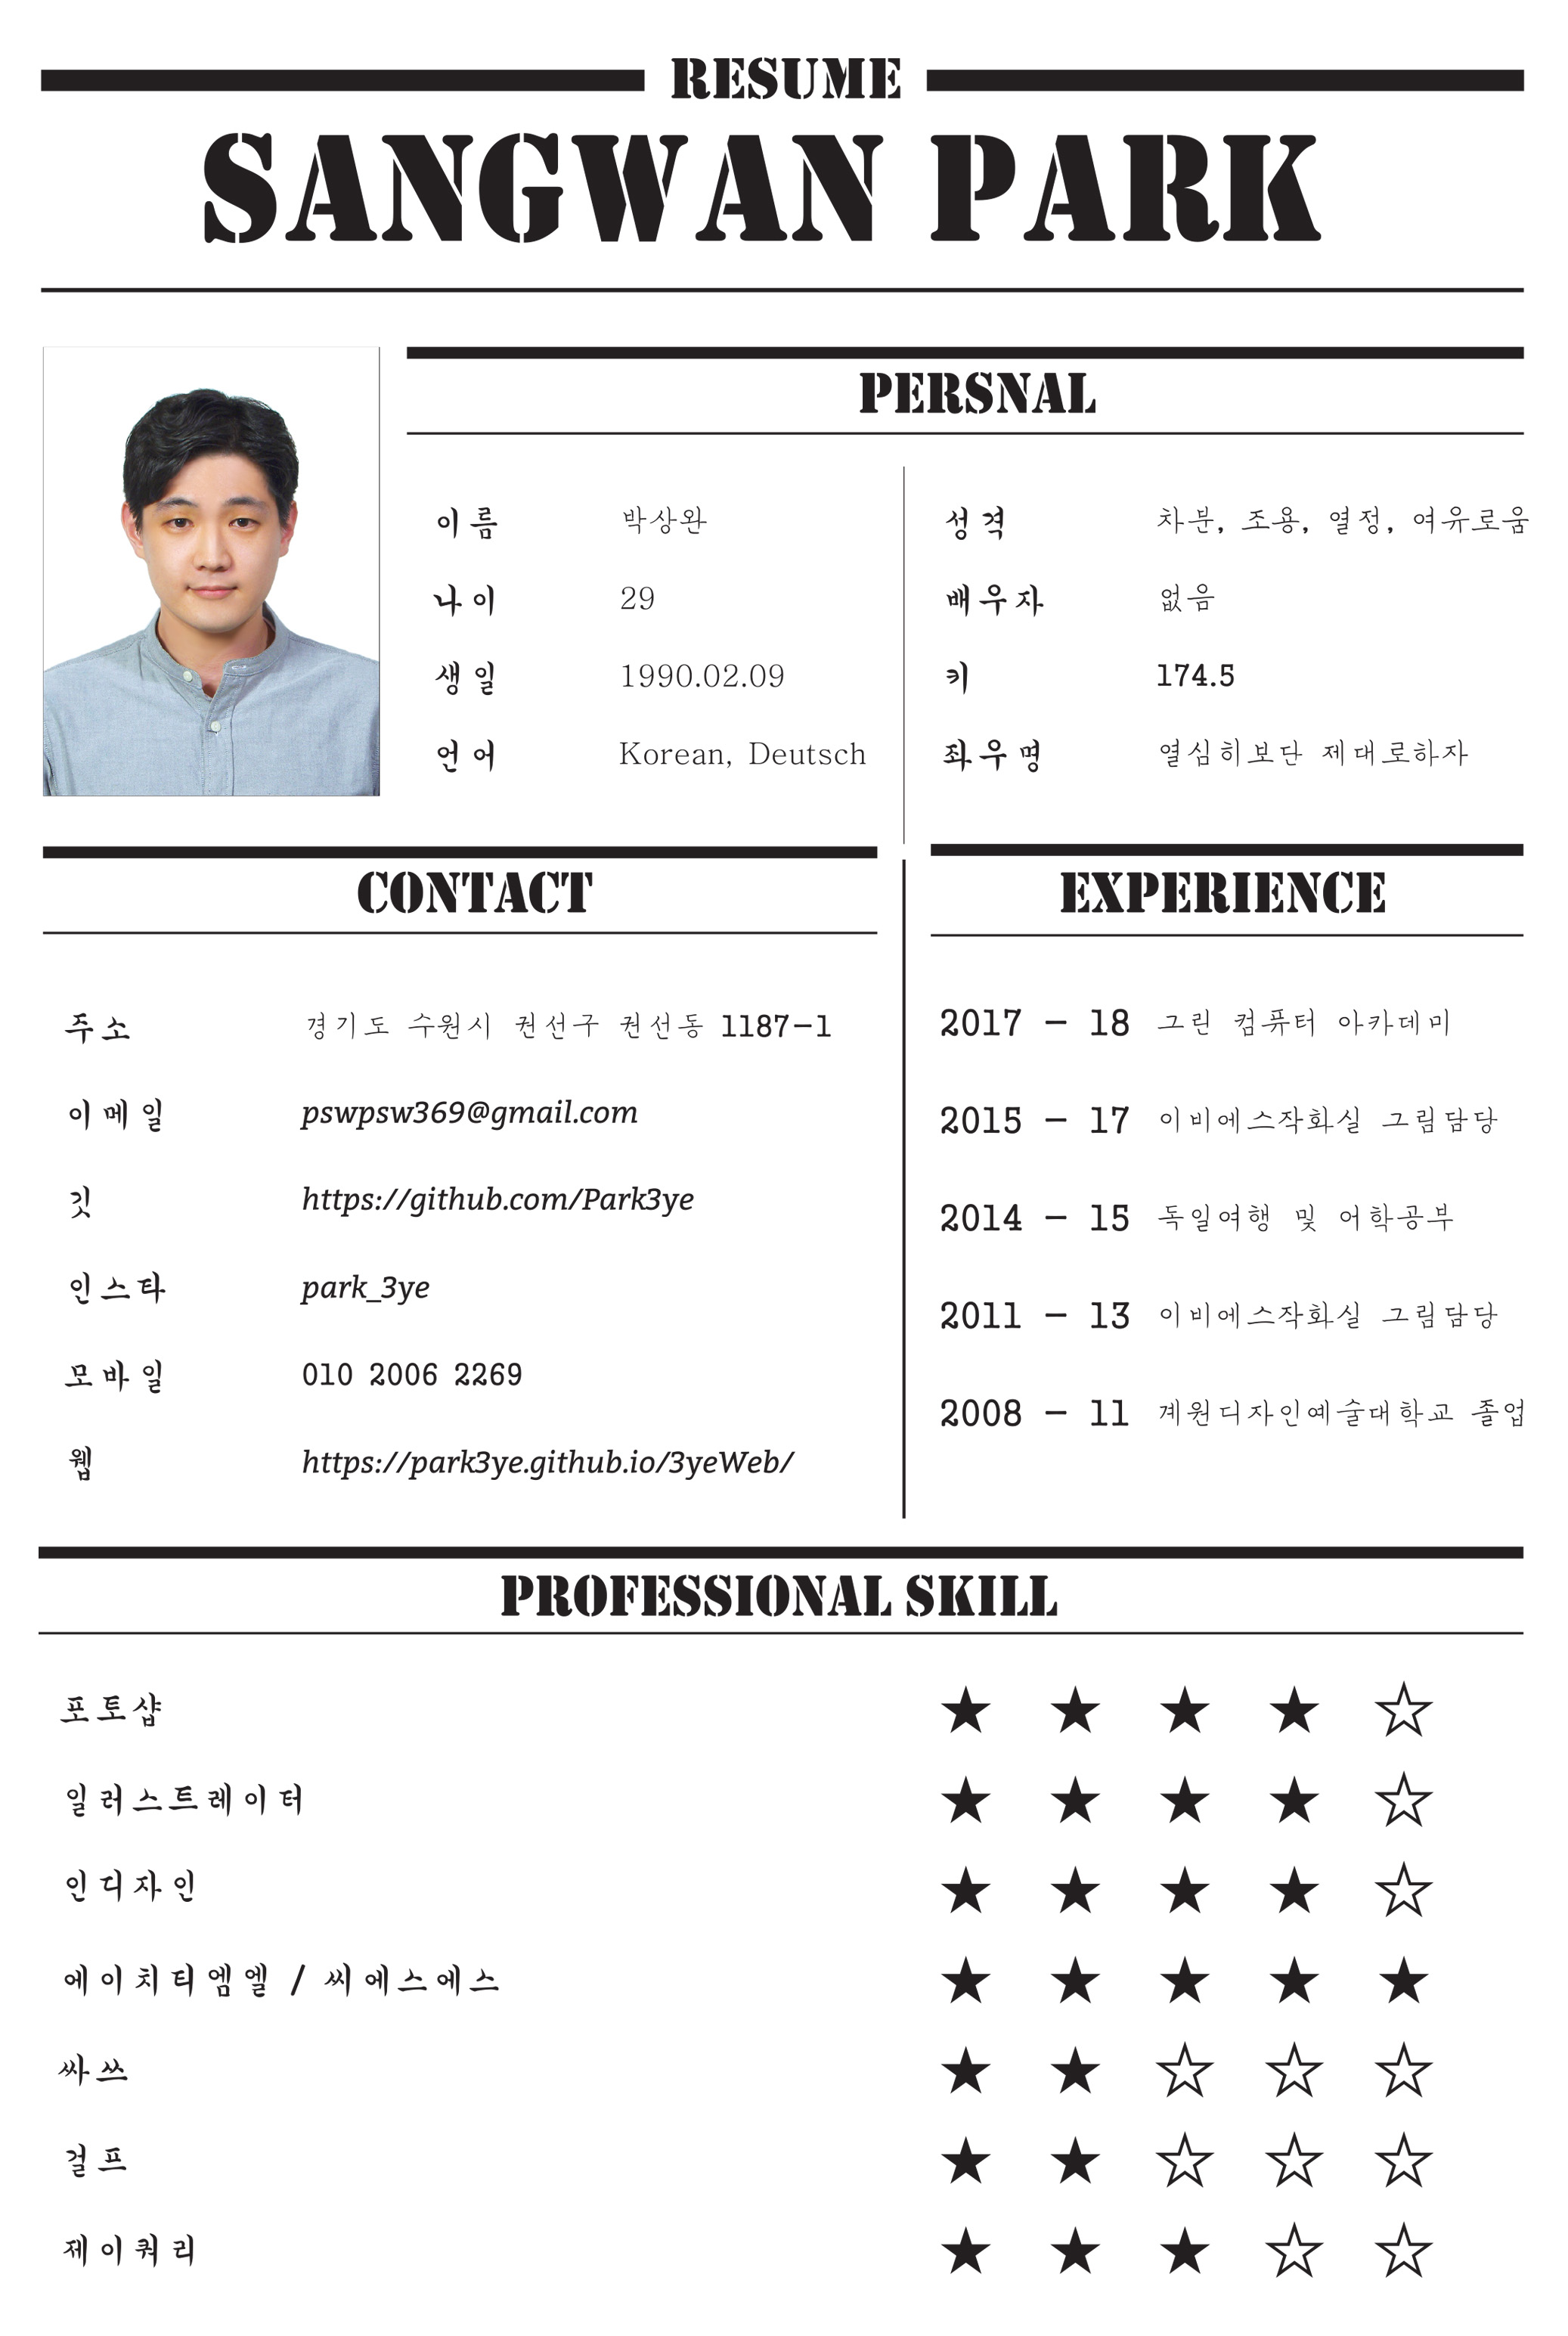 RESUME
SANGWAN PARK
PERSNAL
이름 박상완
나이 29
생일 1990.02.09
언어 Korean, Deutsch
성격 차분, 조용, 열정, 여유로움
배우자 없음
키 174.5
좌우명 열심히보단 제대로하자
CONTACT
주소 경기도 수원시 권선구 권선동 1187-1
이메일 pswpsw369@gmail.com
깃 https://github.com/Park3ye
인스타 park_3ye
모바일 010 2006 2269
웹 https://park3ye.github.io/3yeWeb/
EXPERIENCE
2017 - 18 그린 컴퓨터 아카데미
2015 - 17 이비에스작화실 그림담당
2014 - 15 독일여행 및 어학공부
2011 - 13 이비에스작화실 그림담당
2008 - 11 계원디자인예술대학교 졸업
PROFESSIONAL SKILL
포토샵 ★ ★ ★ ★ ☆
일러스트레이터 ★ ★ ★ ★ ☆
인디자인 ★ ★ ★ ★ ☆
에이치티엠엘 / 씨에스에스 ★ ★ ★ ★ ★
싸쓰 ★ ★ ☆ ☆ ☆
걸프 ★ ★ ☆ ☆ ☆
제이쿼리 ★ ★ ★ ☆ ☆